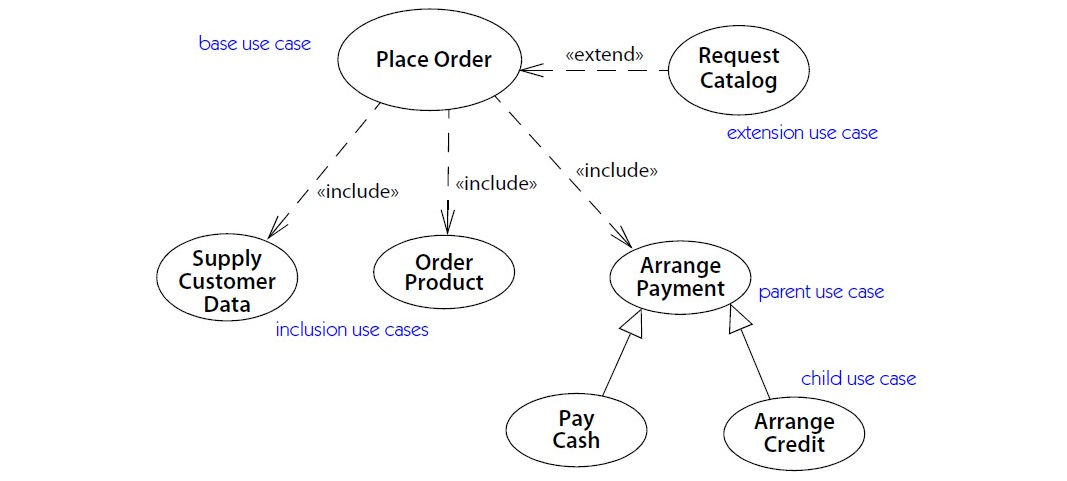 base use case
Place Order
«extend»
Request
Catalog
extension use case
«include»
«include»
«include»
Supply
Customer
Data
Order
Product
Arrange
Payment
parent use case
inclusion use cases
child use case
Pay
Cash
Arrange
Credit